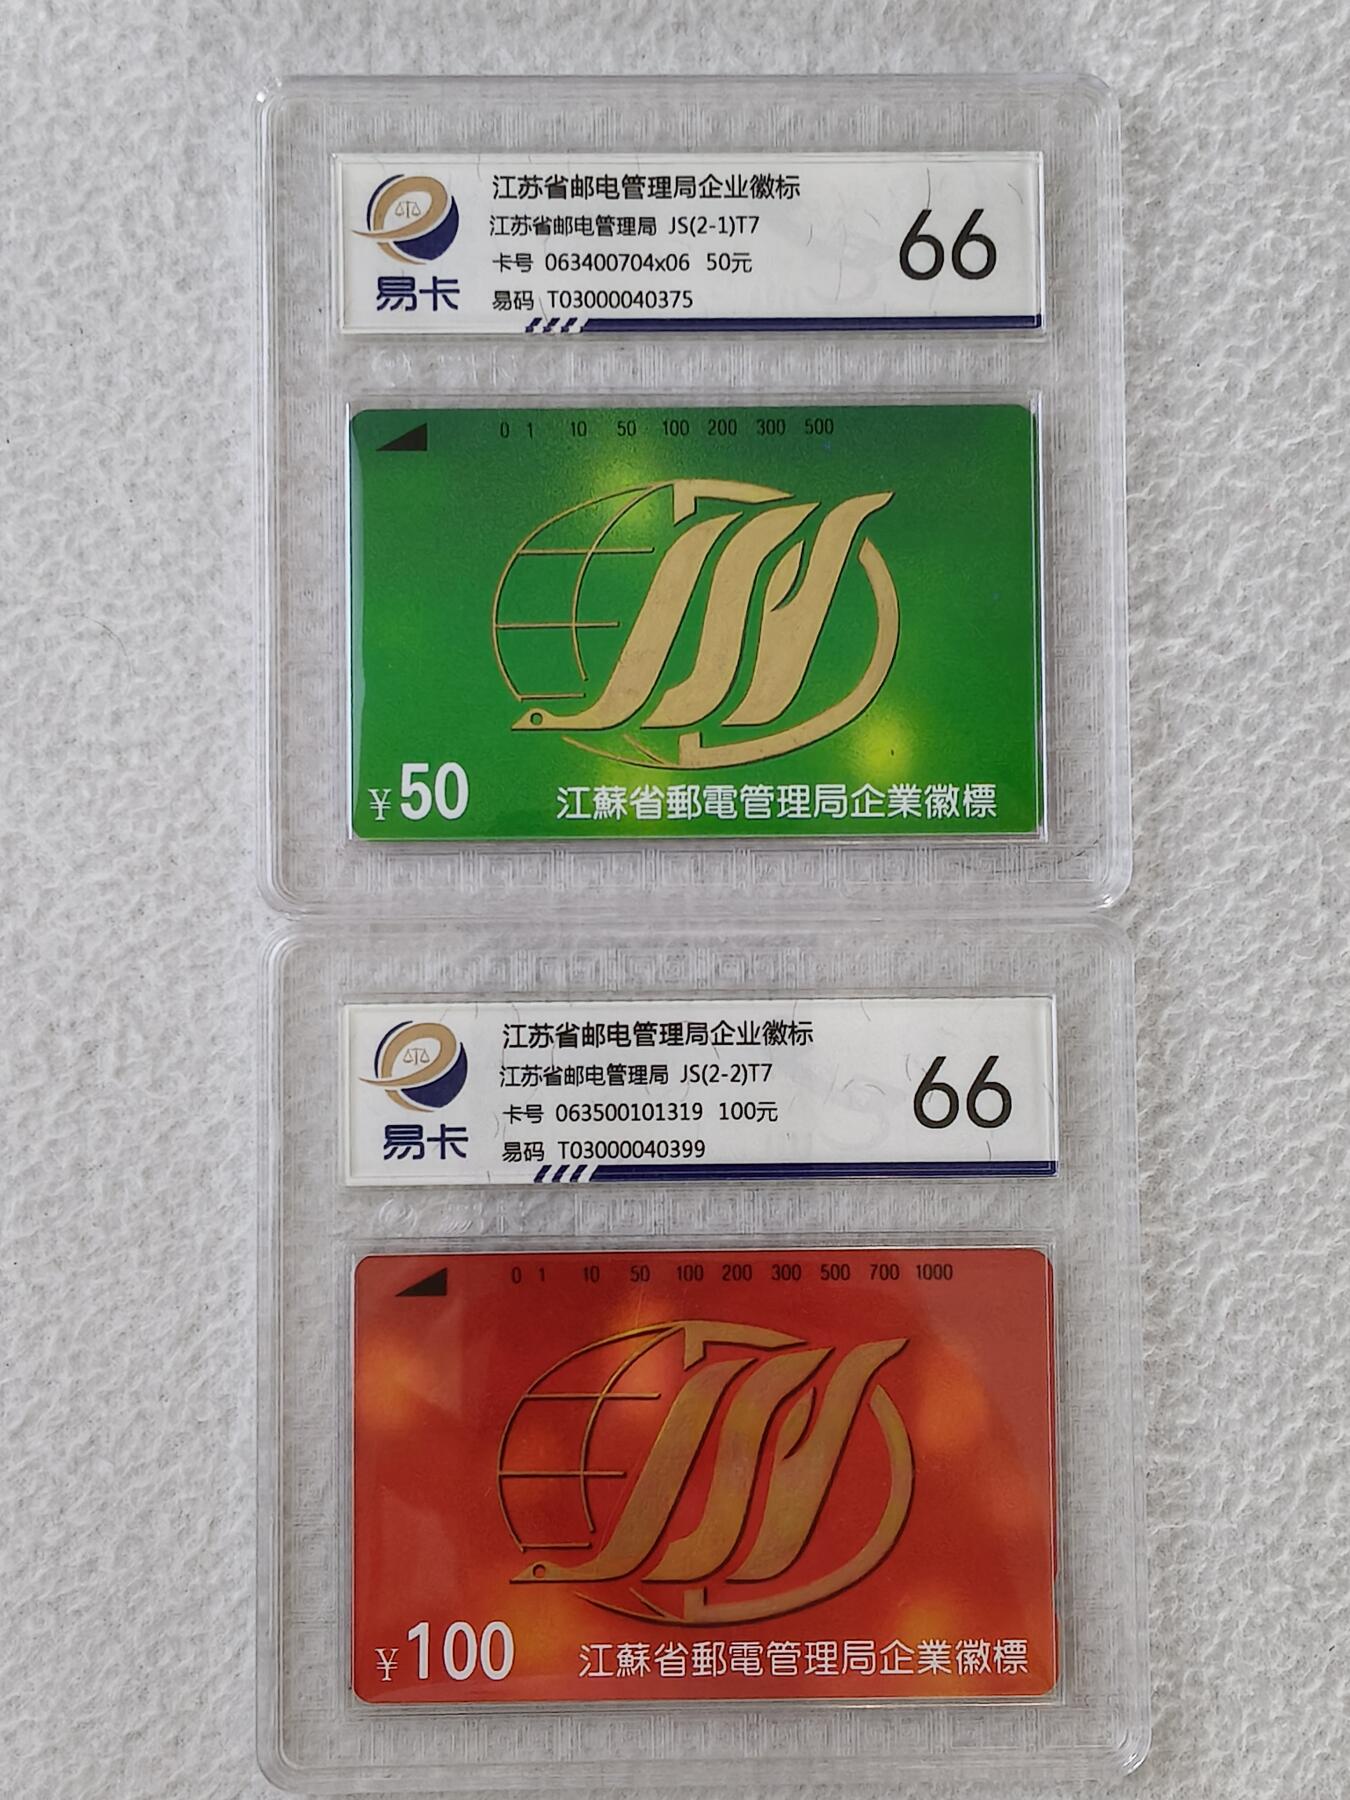 江苏省邮电管理局企业徽标
江苏省邮电管理局 JS(2-1)T7
卡号 063400704x06 50元
易码 T03000040375
66
易卡
0 1 10 50 100 200 300 500
¥50
江蘇省郵電管理局企業徽標
江苏省邮电管理局企业徽标
江苏省邮电管理局 JS(2-2)T7
卡号 063500101319 100元
易码 T03000040399
66
易卡
0 1 10 50 100 200 300 500 700 1000
¥100
江蘇省郵電管理局企業徽標